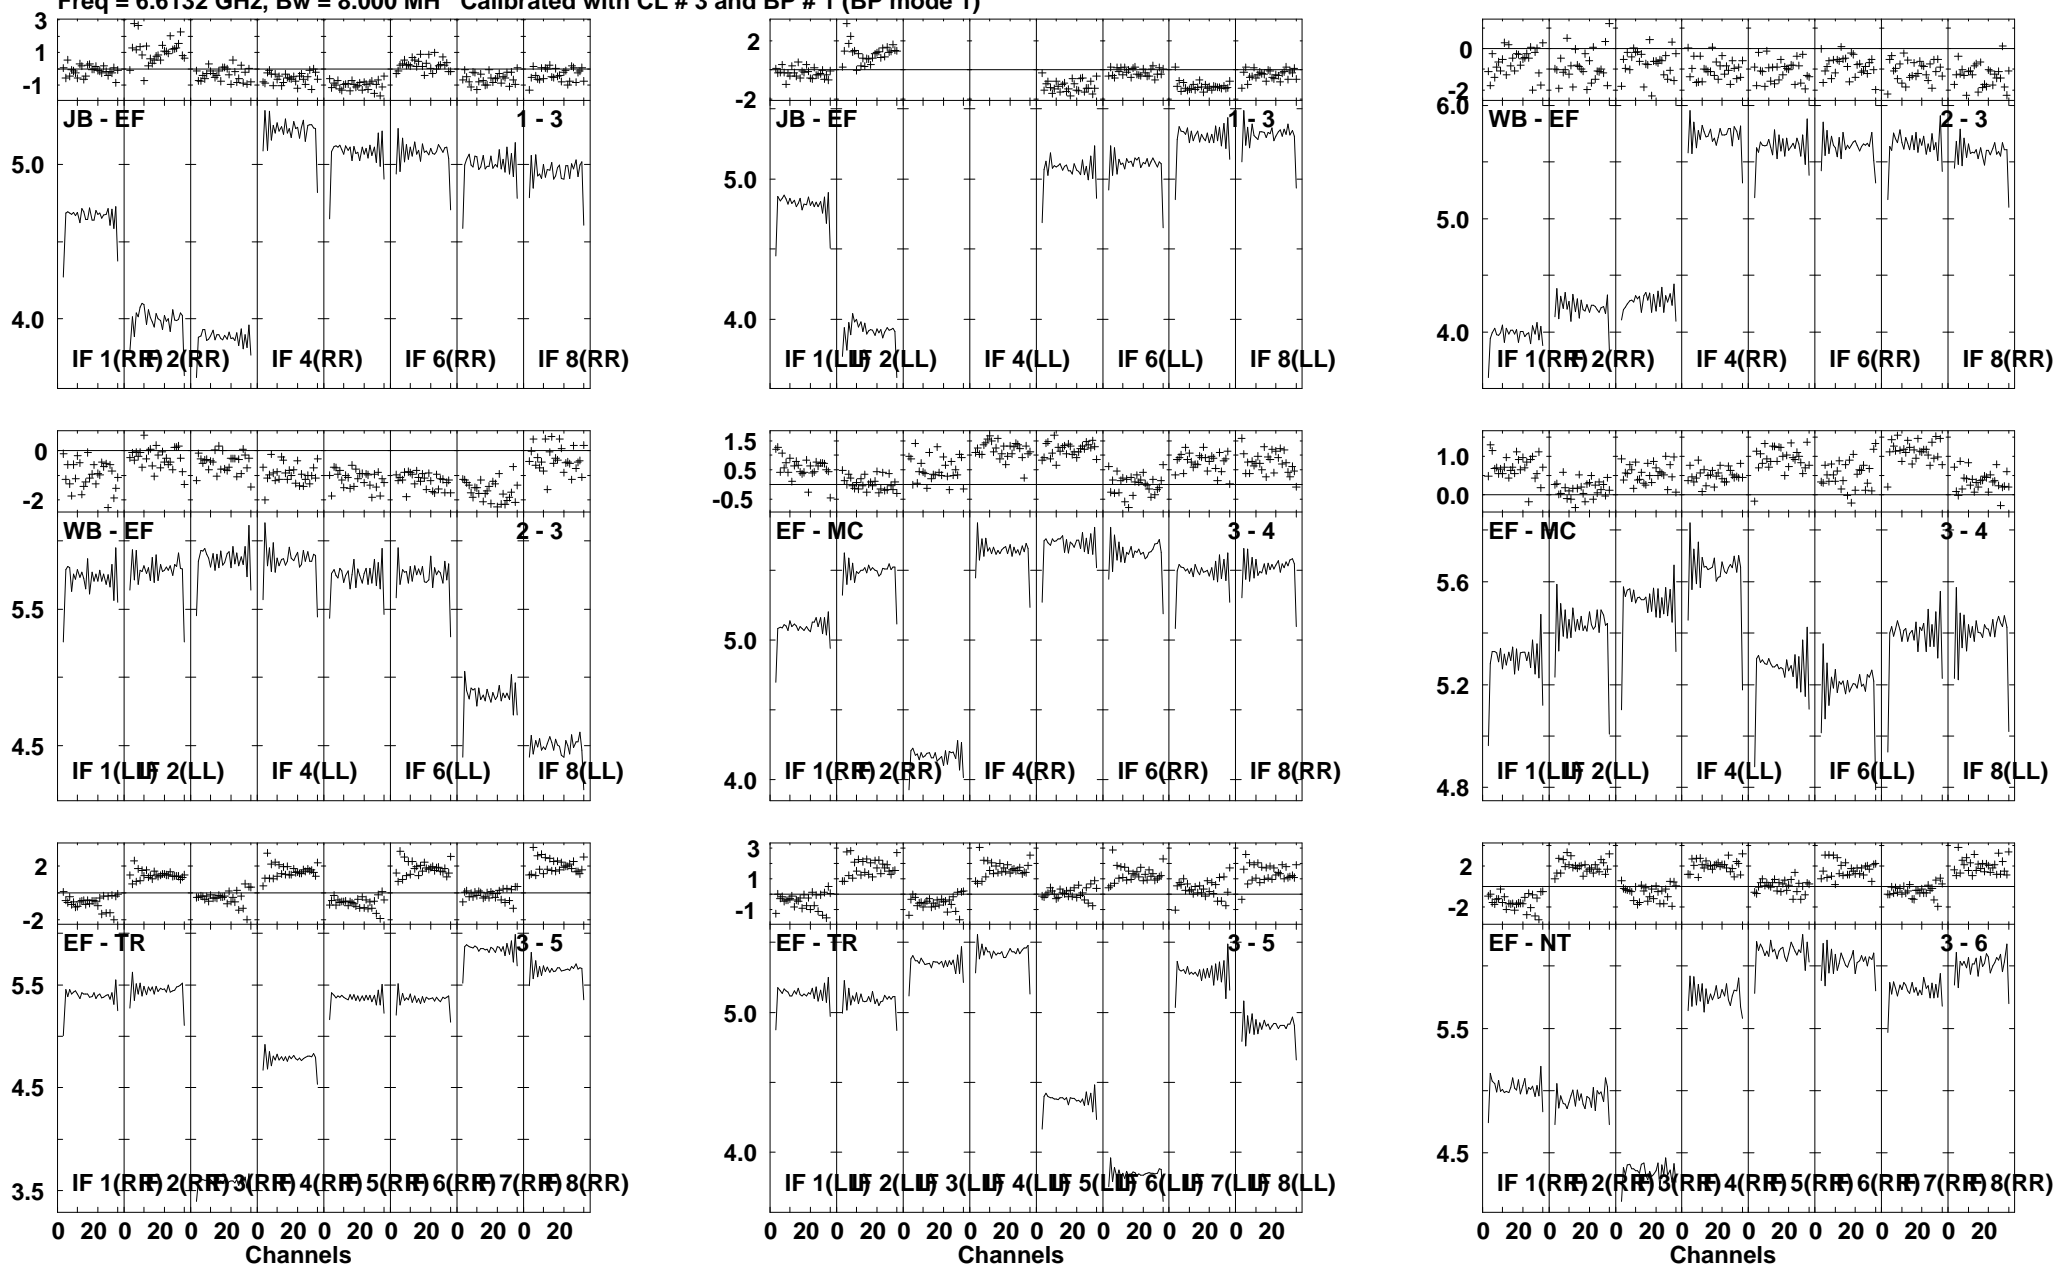 Freq = 6.6132 GHz, Bw = 8.000 MH Calibrated with CL # 3 and BP # 1 (BP mode 1)
3
1
-1
JB - EF
1 - 3
5.0
4.0
IF 1(RR)
IF 2(RR)
IF 4(RR)
IF 6(RR)
IF 8(RR)
2
-2
JB - EF
1 - 3
5.0
4.0
IF 1(LL)
IF 2(LL)
IF 4(LL)
IF 6(LL)
IF 8(LL)
0
-2
6.0
WB - EF
2 - 3
5.0
4.0
IF 1(RR)
IF 2(RR)
IF 4(RR)
IF 6(RR)
IF 8(RR)
0
-2
WB - EF
2 - 3
5.5
4.5
IF 1(LL)
IF 2(LL)
IF 4(LL)
IF 6(LL)
IF 8(LL)
1.5
0.5
-0.5
EF - MC
3 - 4
5.0
4.0
IF 1(RR)
IF 2(RR)
IF 4(RR)
IF 6(RR)
IF 8(RR)
1.0
0.0
EF - MC
3 - 4
5.6
5.2
4.8
IF 1(LL)
IF 2(LL)
IF 4(LL)
IF 6(LL)
IF 8(LL)
2
-2
EF - TR
3 - 5
5.5
4.5
3.5
IF 1(RR)
IF 2(RR)
IF 3(RR)
IF 4(RR)
IF 5(RR)
IF 6(RR)
IF 7(RR)
IF 8(RR)
0 20 0 20 0 20 0 20 0 20 0 20 0 20 0 20
Channels
3
1
-1
EF - TR
3 - 5
5.0
4.0
IF 1(LL)
IF 2(LL)
IF 3(LL)
IF 4(LL)
IF 5(LL)
IF 6(LL)
IF 7(LL)
IF 8(LL)
0 20 0 20 0 20 0 20 0 20 0 20 0 20 0 20
Channels
2
-2
EF - NT
3 - 6
5.5
4.5
IF 1(RR)
IF 2(RR)
IF 3(RR)
IF 4(RR)
IF 5(RR)
IF 6(RR)
IF 7(RR)
IF 8(RR)
0 20 0 20 0 20 0 20 0 20 0 20 0 20 0 20
Channels